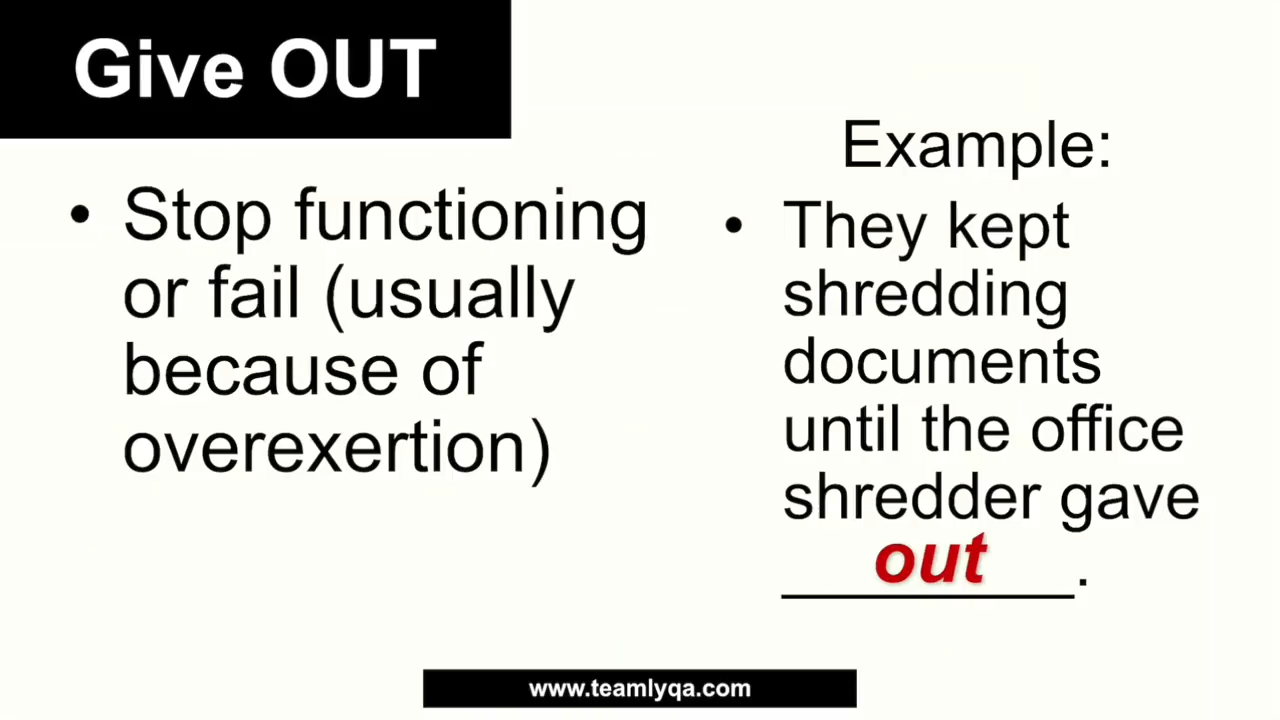 Give OUT
• Stop functioning
or fail (usually
because of
overexertion)
Example:
• They kept
shredding
documents
until the office
shredder gave
out.
www.teamlyqa.com